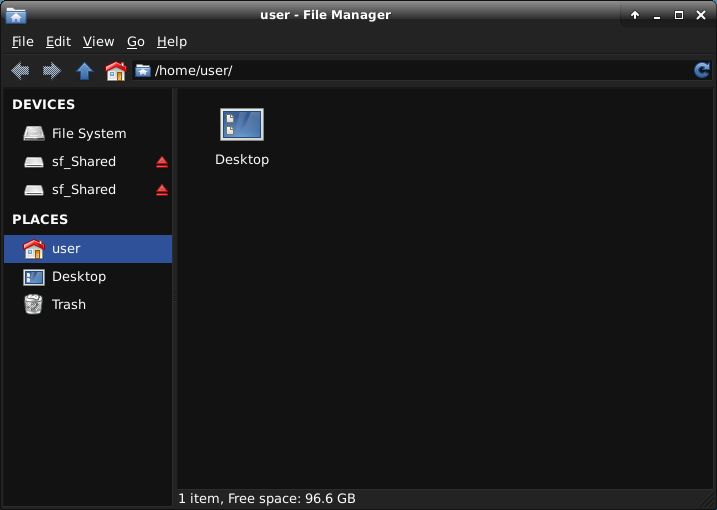 user - File Manager
File Edit View Go Help
/home/user/
DEVICES
File System
sf_Shared
sf_Shared
PLACES
user
Desktop
Trash
Desktop
1 item, Free space: 96.6 GB